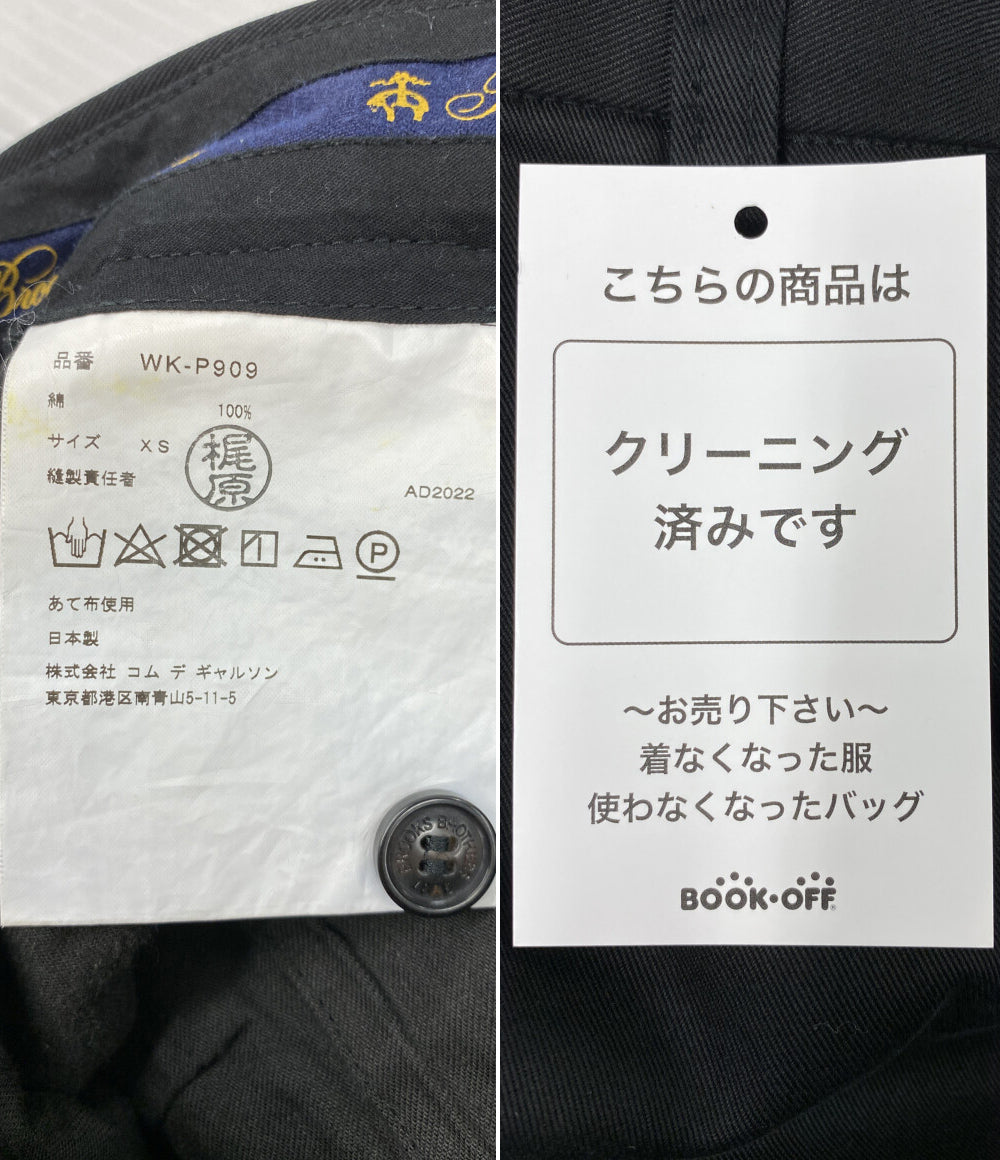 Bro
品番 WK-P909
綿
100%
サイズ XS
梶原
縫製責任者
AD2022
P
あて布使用
日本製
株式会社 コム デ ギャルソン
東京都港区南青山5-11-5
BROOKS BROTHERS
こちらの商品は
クリーニング
済みです
～お売り下さい～
着なくなった服
使わなくなったバッグ
BOOK・OFF